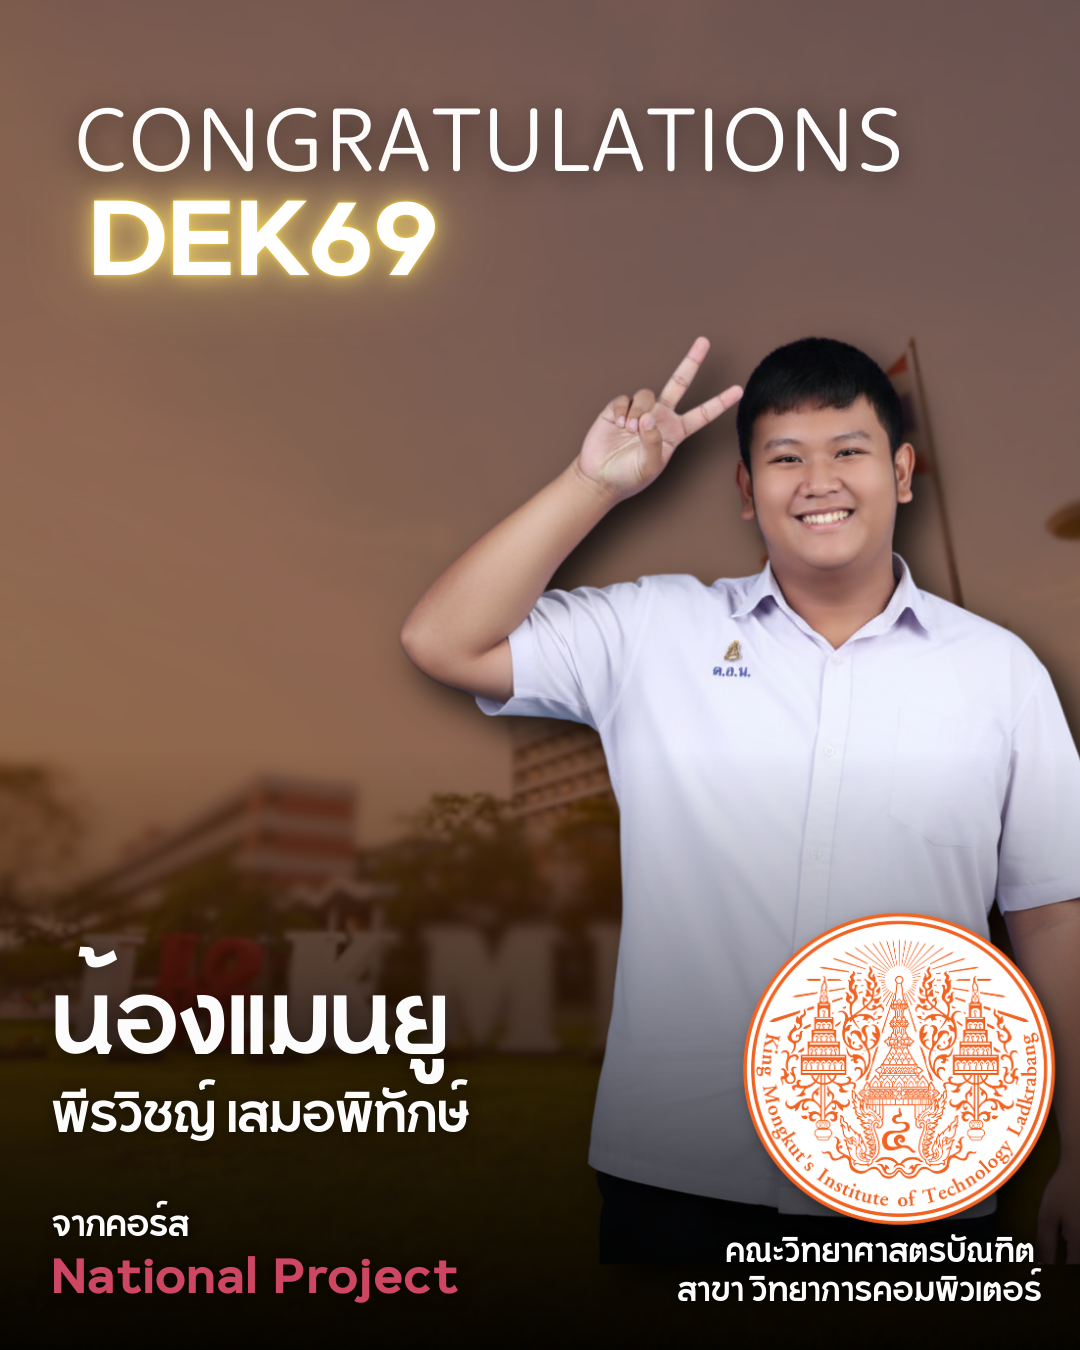 CONGRATULATIONS
DEK69
ต.อ.น.
น้องแมนยู
พีรวิชญ์ เสมอพิทักษ์
จากคอร์ส
National Project
King Mongkut's Institute of Technology Ladkrabang
คณะวิทยาศาสตรบัณฑิต
สาขา วิทยาการคอมพิวเตอร์